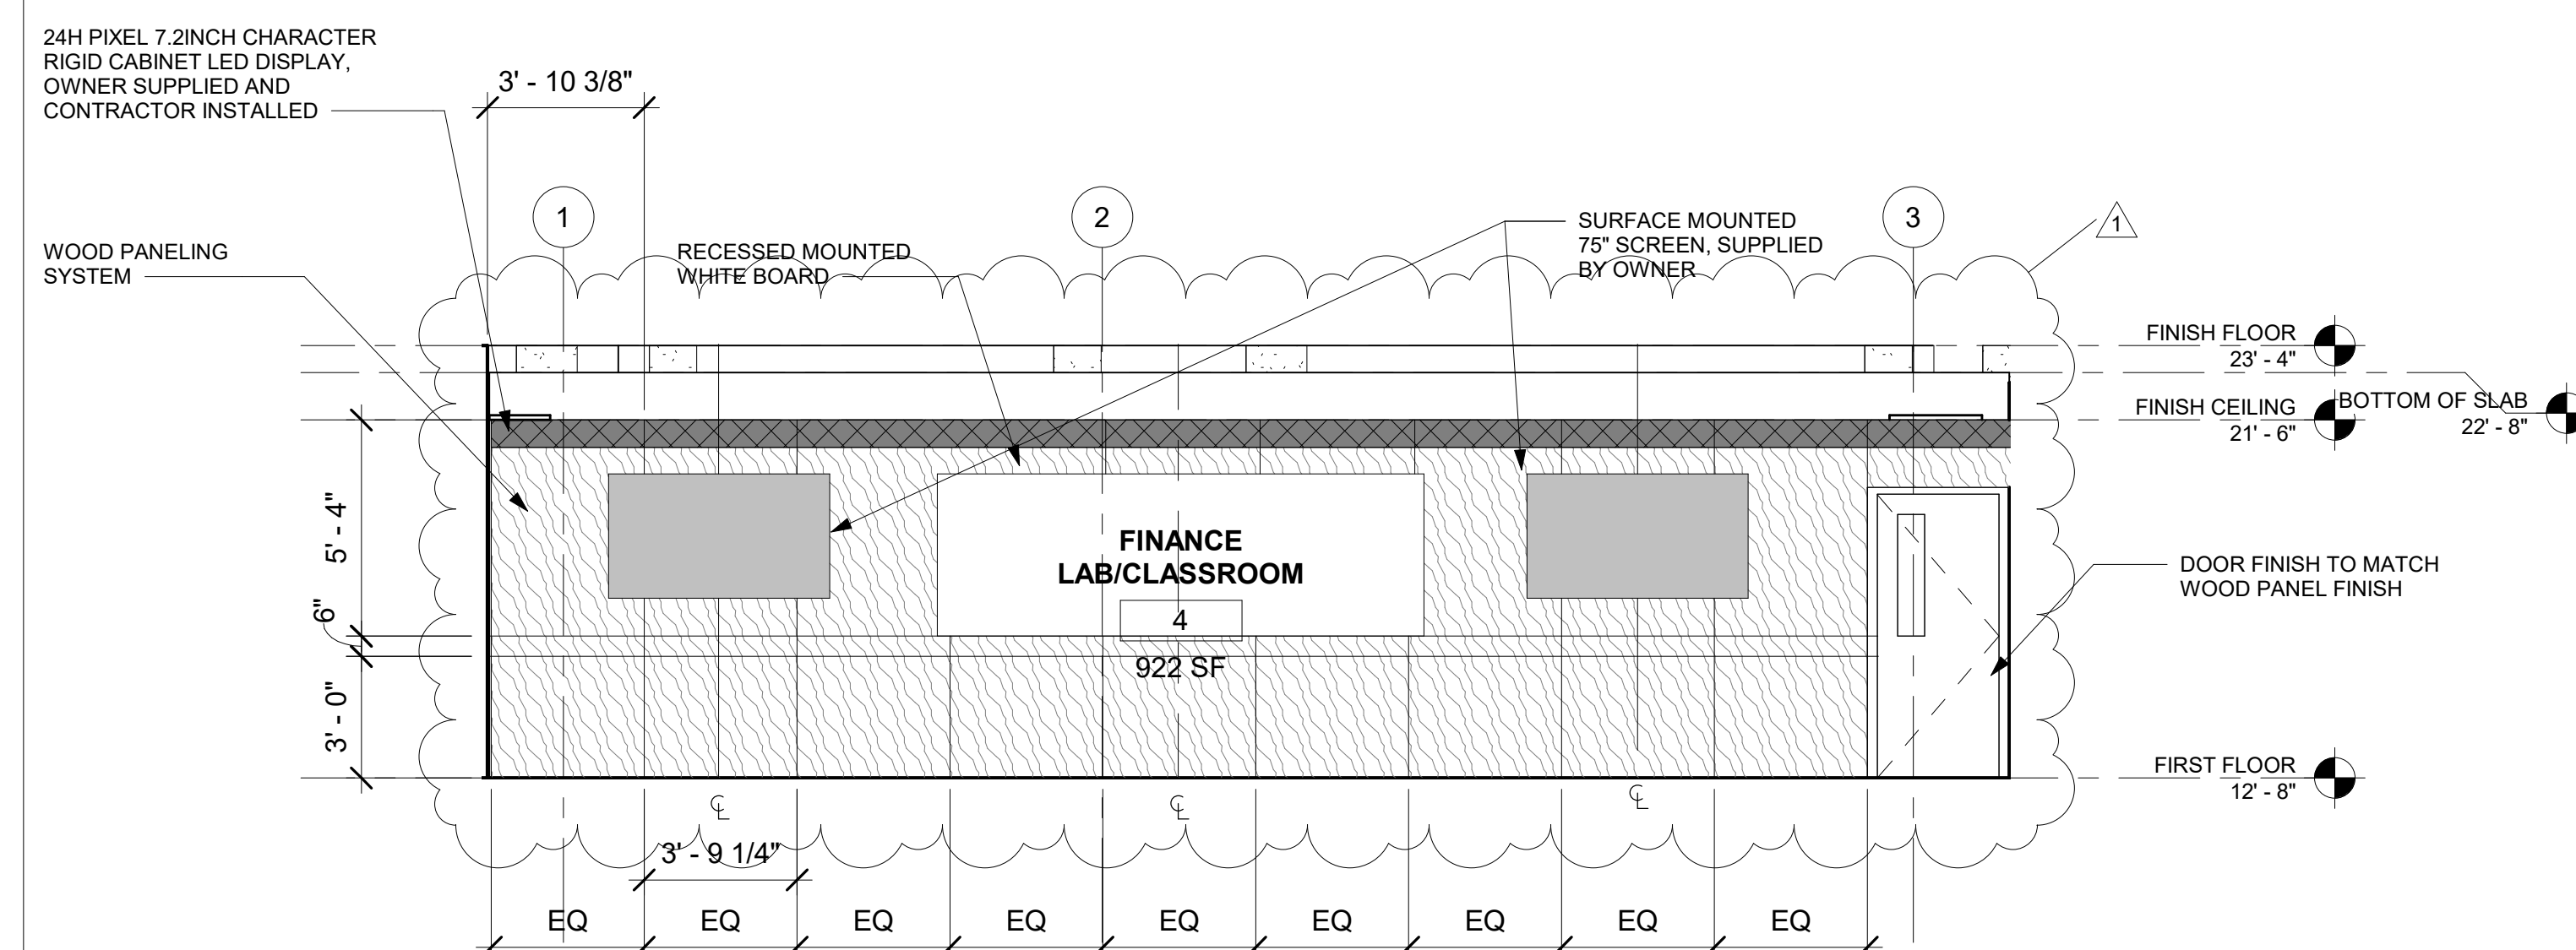 24H PIXEL 7.2INCH CHARACTER
RIGID CABINET LED DISPLAY,
OWNER SUPPLIED AND
CONTRACTOR INSTALLED
3' - 10 3/8"
1
2
3
1
WOOD PANELING
SYSTEM
RECESSED MOUNTED
WHITE BOARD
SURFACE MOUNTED
75" SCREEN, SUPPLIED
BY OWNER
FINISH FLOOR
23' - 4"
FINISH CEILING
21' - 6"
BOTTOM OF SLAB
22' - 8"
5' - 4"
6"
3' - 0"
FINANCE
LAB/CLASSROOM
4
922 SF
DOOR FINISH TO MATCH
WOOD PANEL FINISH
FIRST FLOOR
12' - 8"
℄ ℄ ℄
3' - 9 1/4"
EQ EQ EQ EQ EQ EQ EQ EQ EQ